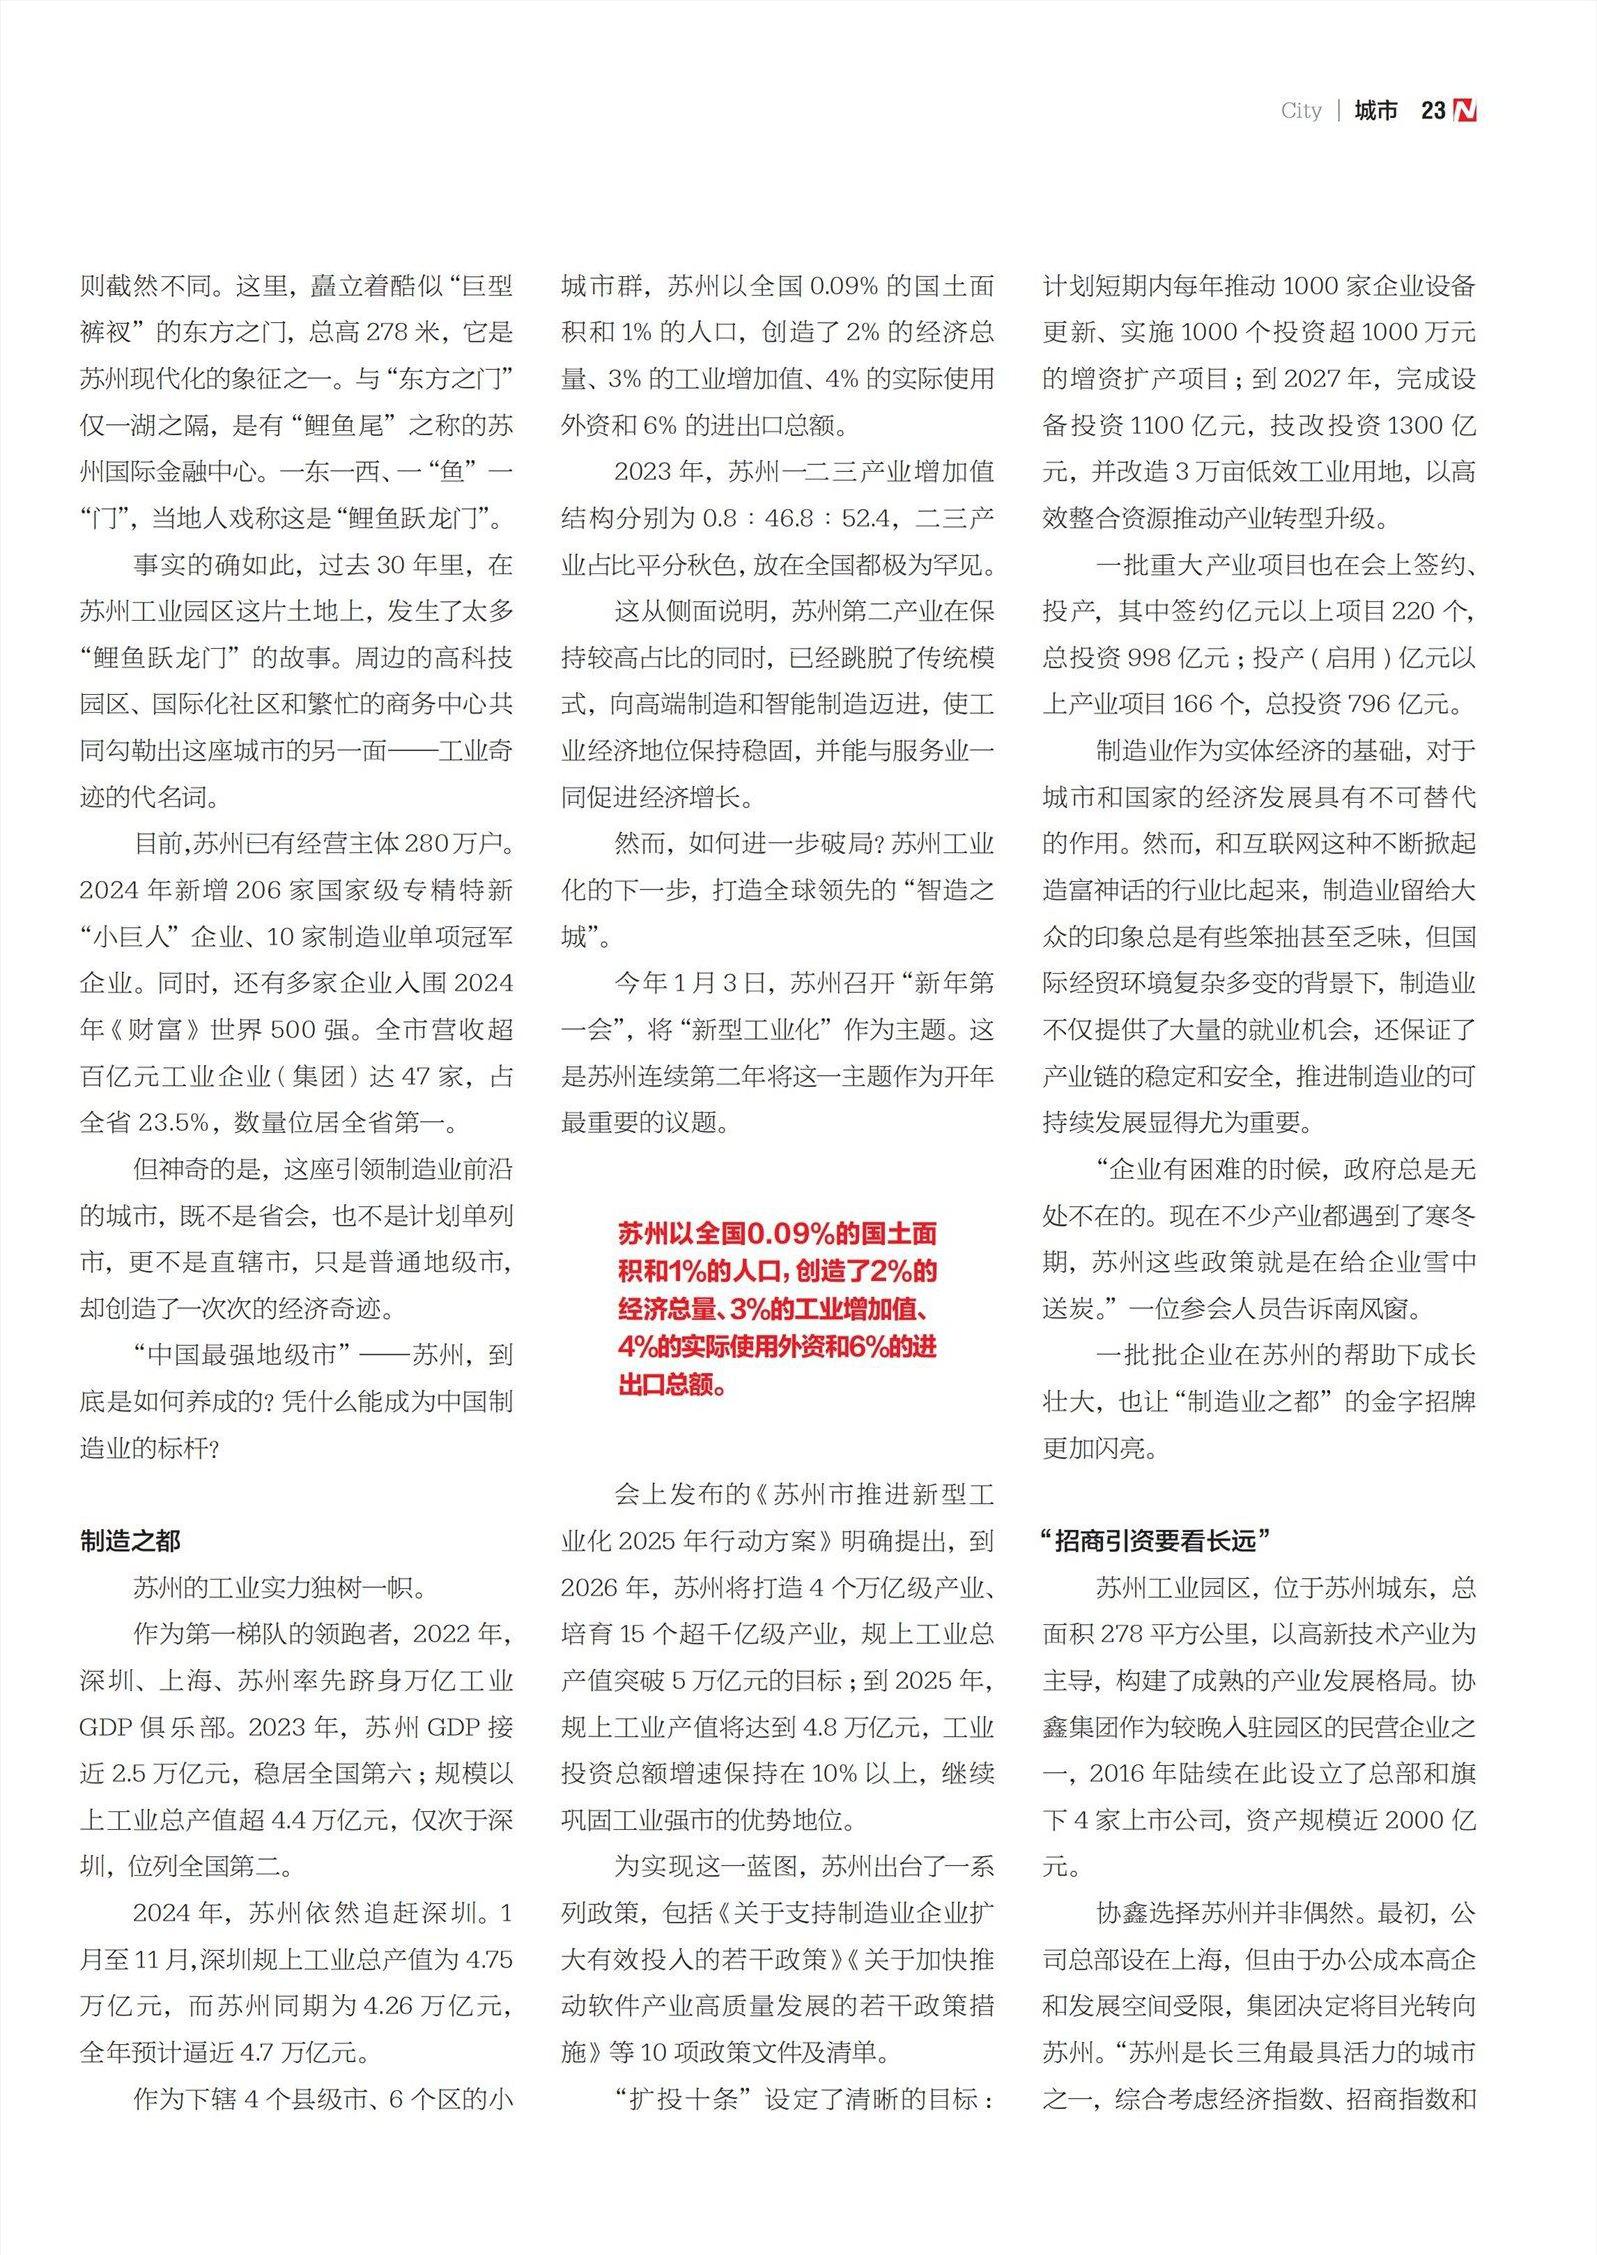 City | 城市 23
则截然不同。这里，矗立着酷似“巨型
裤衩”的东方之门，总高 278 米，它是
苏州现代化的象征之一。与“东方之门”
仅一湖之隔，是有“鲤鱼尾”之称的苏
州国际金融中心。一东一西、一“鱼”一
“门”，当地人戏称这是“鲤鱼跃龙门”。
事实的确如此，过去 30 年里，在
苏州工业园区这片土地上，发生了太多
“鲤鱼跃龙门”的故事。周边的高科技
园区、国际化社区和繁忙的商务中心共
同勾勒出这座城市的另一面——工业奇
迹的代名词。
目前，苏州已有经营主体 280 万户。
2024 年新增 206 家国家级专精特新
“小巨人”企业、10 家制造业单项冠军
企业。同时，还有多家企业入围 2024
年《财富》世界 500 强。全市营收超
百亿元工业企业（集团）达 47 家，占
全省 23.5%，数量位居全省第一。
但神奇的是，这座引领制造业前沿
的城市，既不是省会，也不是计划单列
市，更不是直辖市，只是普通地级市，
却创造了一次次的经济奇迹。
“中国最强地级市”——苏州，到
底是如何养成的？凭什么能成为中国制
造业的标杆？
制造之都
苏州的工业实力独树一帜。
作为第一梯队的领跑者，2022 年，
深圳、上海、苏州率先跻身万亿工业
GDP 俱乐部。2023 年，苏州 GDP 接
近 2.5 万亿元，稳居全国第六；规模以
上工业总产值超 4.4 万亿元，仅次于深
圳，位列全国第二。
2024 年，苏州依然追赶深圳。1
月至 11 月，深圳规上工业总产值为 4.75
万亿元，而苏州同期为 4.26 万亿元，
全年预计逼近 4.7 万亿元。
作为下辖 4 个县级市、6 个区的小
城市群，苏州以全国 0.09% 的国土面
积和 1% 的人口，创造了 2% 的经济总
量、3% 的工业增加值、4% 的实际使用
外资和 6% 的进出口总额。
2023 年，苏州一二三产业增加值
结构分别为 0.8：46.8：52.4，二三产
业占比平分秋色，放在全国都极为罕见。
这从侧面说明，苏州第二产业在保
持较高占比的同时，已经跳脱了传统模
式，向高端制造和智能制造迈进，使工
业经济地位保持稳固，并能与服务业一
同促进经济增长。
然而，如何进一步破局？苏州工业
化的下一步，打造全球领先的“智造之
城”。
今年 1 月 3 日，苏州召开“新年第
一会”，将“新型工业化”作为主题。这
是苏州连续第二年将这一主题作为开年
最重要的议题。
苏州以全国0.09%的国土面
积和1%的人口，创造了2%的
经济总量、3%的工业增加值、
4%的实际使用外资和6%的进
出口总额。
会上发布的《苏州市推进新型工
业化 2025 年行动方案》明确提出，到
2026 年，苏州将打造 4 个万亿级产业、
培育 15 个超千亿级产业，规上工业总
产值突破 5 万亿元的目标；到 2025 年，
规上工业产值将达到 4.8 万亿元，工业
投资总额增速保持在 10% 以上，继续
巩固工业强市的优势地位。
为实现这一蓝图，苏州出台了一系
列政策，包括《关于支持制造业企业扩
大有效投入的若干政策》《关于加快推
动软件产业高质量发展的若干政策措
施》等 10 项政策文件及清单。
“扩投十条”设定了清晰的目标：
计划短期内每年推动 1000 家企业设备
更新、实施 1000 个投资超 1000 万元
的增资扩产项目；到 2027 年，完成设
备投资 1100 亿元，技改投资 1300 亿
元，并改造 3 万亩低效工业用地，以高
效整合资源推动产业转型升级。
一批重大产业项目也在会上签约、
投产，其中签约亿元以上项目 220 个，
总投资 998 亿元；投产（启用）亿元以
上产业项目 166 个，总投资 796 亿元。
制造业作为实体经济的基础，对于
城市和国家的经济发展具有不可替代
的作用。然而，和互联网这种不断掀起
造富神话的行业比起来，制造业留给大
众的印象总是有些笨拙甚至乏味，但国
际经贸环境复杂多变的背景下，制造业
不仅提供了大量的就业机会，还保证了
产业链的稳定和安全，推进制造业的可
持续发展显得尤为重要。
“企业有困难的时候，政府总是无
处不在的。现在不少产业都遇到了寒冬
期，苏州这些政策就是在给企业雪中
送炭。”一位参会人员告诉南风窗。
一批批企业在苏州的帮助下成长
壮大，也让“制造业之都”的金字招牌
更加闪亮。
“招商引资要看长远”
苏州工业园区，位于苏州城东，总
面积 278 平方公里，以高新技术产业为
主导，构建了成熟的产业发展格局。协
鑫集团作为较晚入驻园区的民营企业之
一，2016 年陆续在此设立了总部和旗
下 4 家上市公司，资产规模近 2000 亿
元。
协鑫选择苏州并非偶然。最初，公
司总部设在上海，但由于办公成本高企
和发展空间受限，集团决定将目光转向
苏州。“苏州是长三角最具活力的城市
之一，综合考虑经济指数、招商指数和